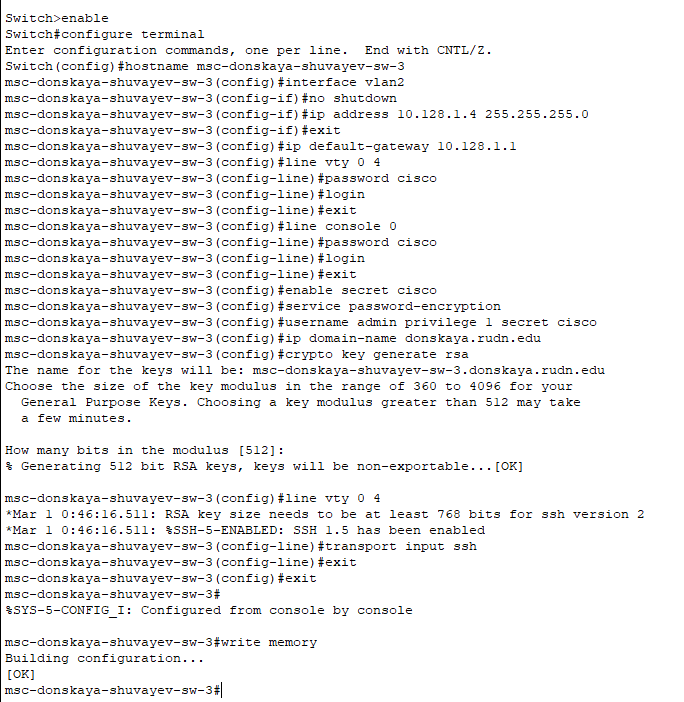 Switch>enable
Switch#configure terminal
Enter configuration commands, one per line.  End with CNTL/Z.
Switch(config)#hostname msc-donskaya-shuvayev-sw-3
msc-donskaya-shuvayev-sw-3(config)#interface vlan2
msc-donskaya-shuvayev-sw-3(config-if)#no shutdown
msc-donskaya-shuvayev-sw-3(config-if)#ip address 10.128.1.4 255.255.255.0
msc-donskaya-shuvayev-sw-3(config-if)#exit
msc-donskaya-shuvayev-sw-3(config)#ip default-gateway 10.128.1.1
msc-donskaya-shuvayev-sw-3(config)#line vty 0 4
msc-donskaya-shuvayev-sw-3(config-line)#password cisco
msc-donskaya-shuvayev-sw-3(config-line)#login
msc-donskaya-shuvayev-sw-3(config-line)#exit
msc-donskaya-shuvayev-sw-3(config)#line console 0
msc-donskaya-shuvayev-sw-3(config-line)#password cisco
msc-donskaya-shuvayev-sw-3(config-line)#login
msc-donskaya-shuvayev-sw-3(config-line)#exit
msc-donskaya-shuvayev-sw-3(config)#enable secret cisco
msc-donskaya-shuvayev-sw-3(config)#service password-encryption
msc-donskaya-shuvayev-sw-3(config)#username admin privilege 1 secret cisco
msc-donskaya-shuvayev-sw-3(config)#ip domain-name donskaya.rudn.edu
msc-donskaya-shuvayev-sw-3(config)#crypto key generate rsa
The name for the keys will be: msc-donskaya-shuvayev-sw-3.donskaya.rudn.edu
Choose the size of the key modulus in the range of 360 to 4096 for your
  General Purpose Keys. Choosing a key modulus greater than 512 may take
  a few minutes.

How many bits in the modulus [512]:
% Generating 512 bit RSA keys, keys will be non-exportable...[OK]

msc-donskaya-shuvayev-sw-3(config)#line vty 0 4
*Mar 1 0:46:16.511: RSA key size needs to be at least 768 bits for ssh version 2
*Mar 1 0:46:16.511: %SSH-5-ENABLED: SSH 1.5 has been enabled
msc-donskaya-shuvayev-sw-3(config-line)#transport input ssh
msc-donskaya-shuvayev-sw-3(config-line)#exit
msc-donskaya-shuvayev-sw-3(config)#exit
msc-donskaya-shuvayev-sw-3#
%SYS-5-CONFIG_I: Configured from console by console

msc-donskaya-shuvayev-sw-3#write memory
Building configuration...
[OK]
msc-donskaya-shuvayev-sw-3#